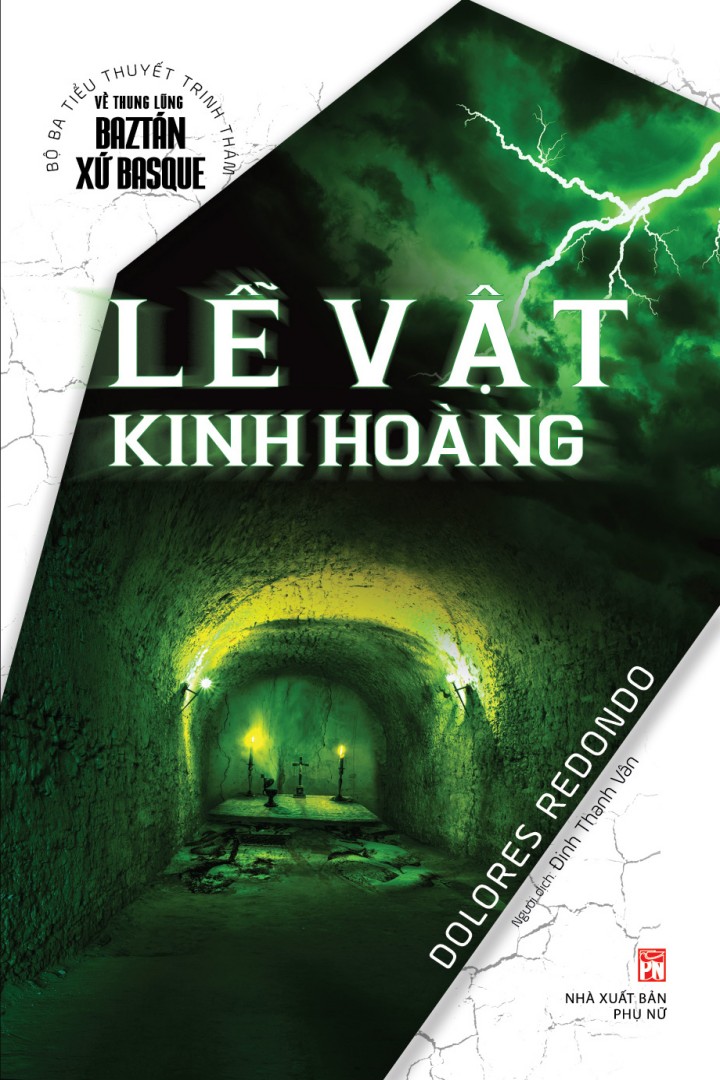 BỘ BA TIỂU THUYẾT TRINH THÁM
VỀ THUNG LŨNG
BAZTÁN
XỨ BASQUE
LỄ VẬT
KINH HOÀNG
DOLORES REDONDO
Người dịch: Đinh Thanh Vân
PN
NHÀ XUẤT BẢN
PHỤ NỮ